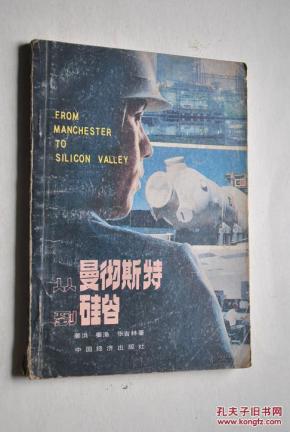 FROM
MANCHESTER
TO
SILICON VALLEY
从曼彻斯特
到硅谷
中国经济出版社
孔夫子旧书网